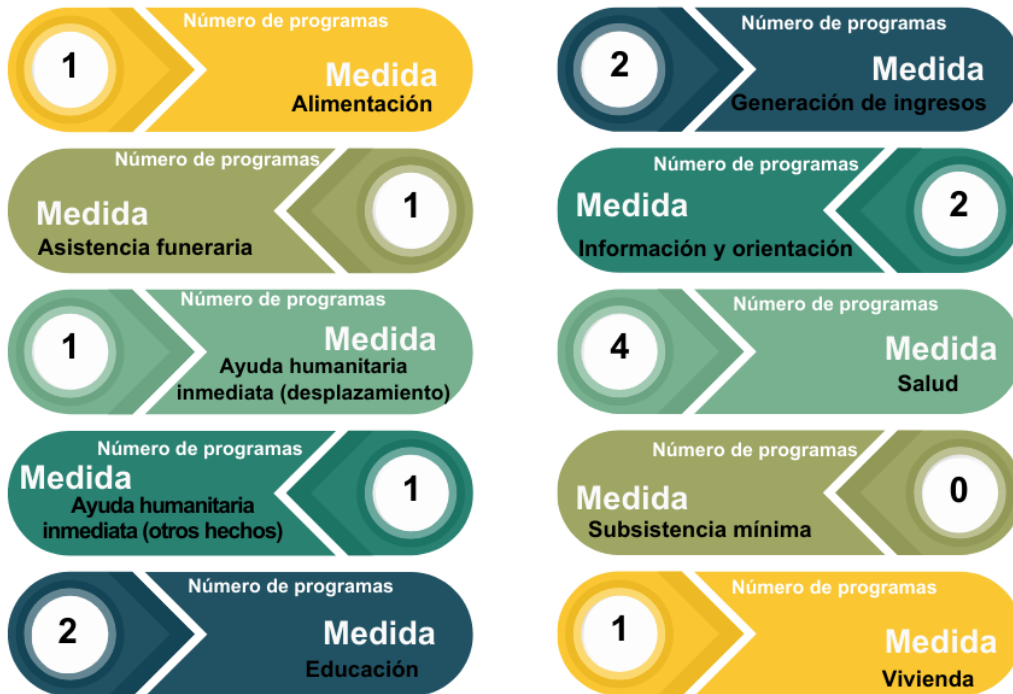 Número de programas
1
Medida
Alimentación
Número de programas
Medida
1
Asistencia funeraria
Número de programas
1
Medida
Ayuda humanitaria
inmediata (desplazamiento)
Número de programas
Medida
1
Ayuda humanitaria
inmediata (otros hechos)
Número de programas
2
Medida
Educación
Número de programas
2
Medida
Generación de ingresos
Número de programas
Medida
2
Información y orientación
Número de programas
4
Medida
Salud
Número de programas
Medida
0
Subsistencia mínima
Número de programas
1
Medida
Vivienda